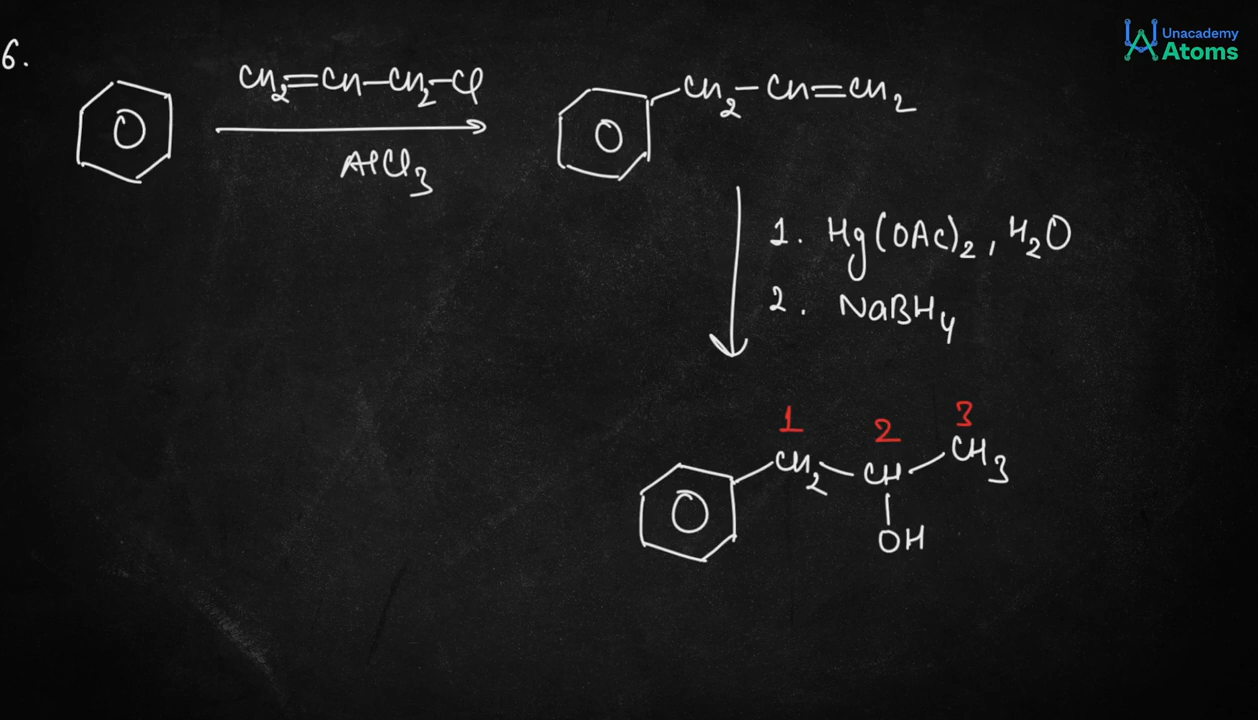 6.
CH₂=CH-CH₂-Cl
AlCl₃
CH₂-CH=CH₂
1. Hg(OAc)₂, H₂O
2. NaBH₄
1 2 3
CH₂-CH-CH₃
OH
Unacademy
Atoms